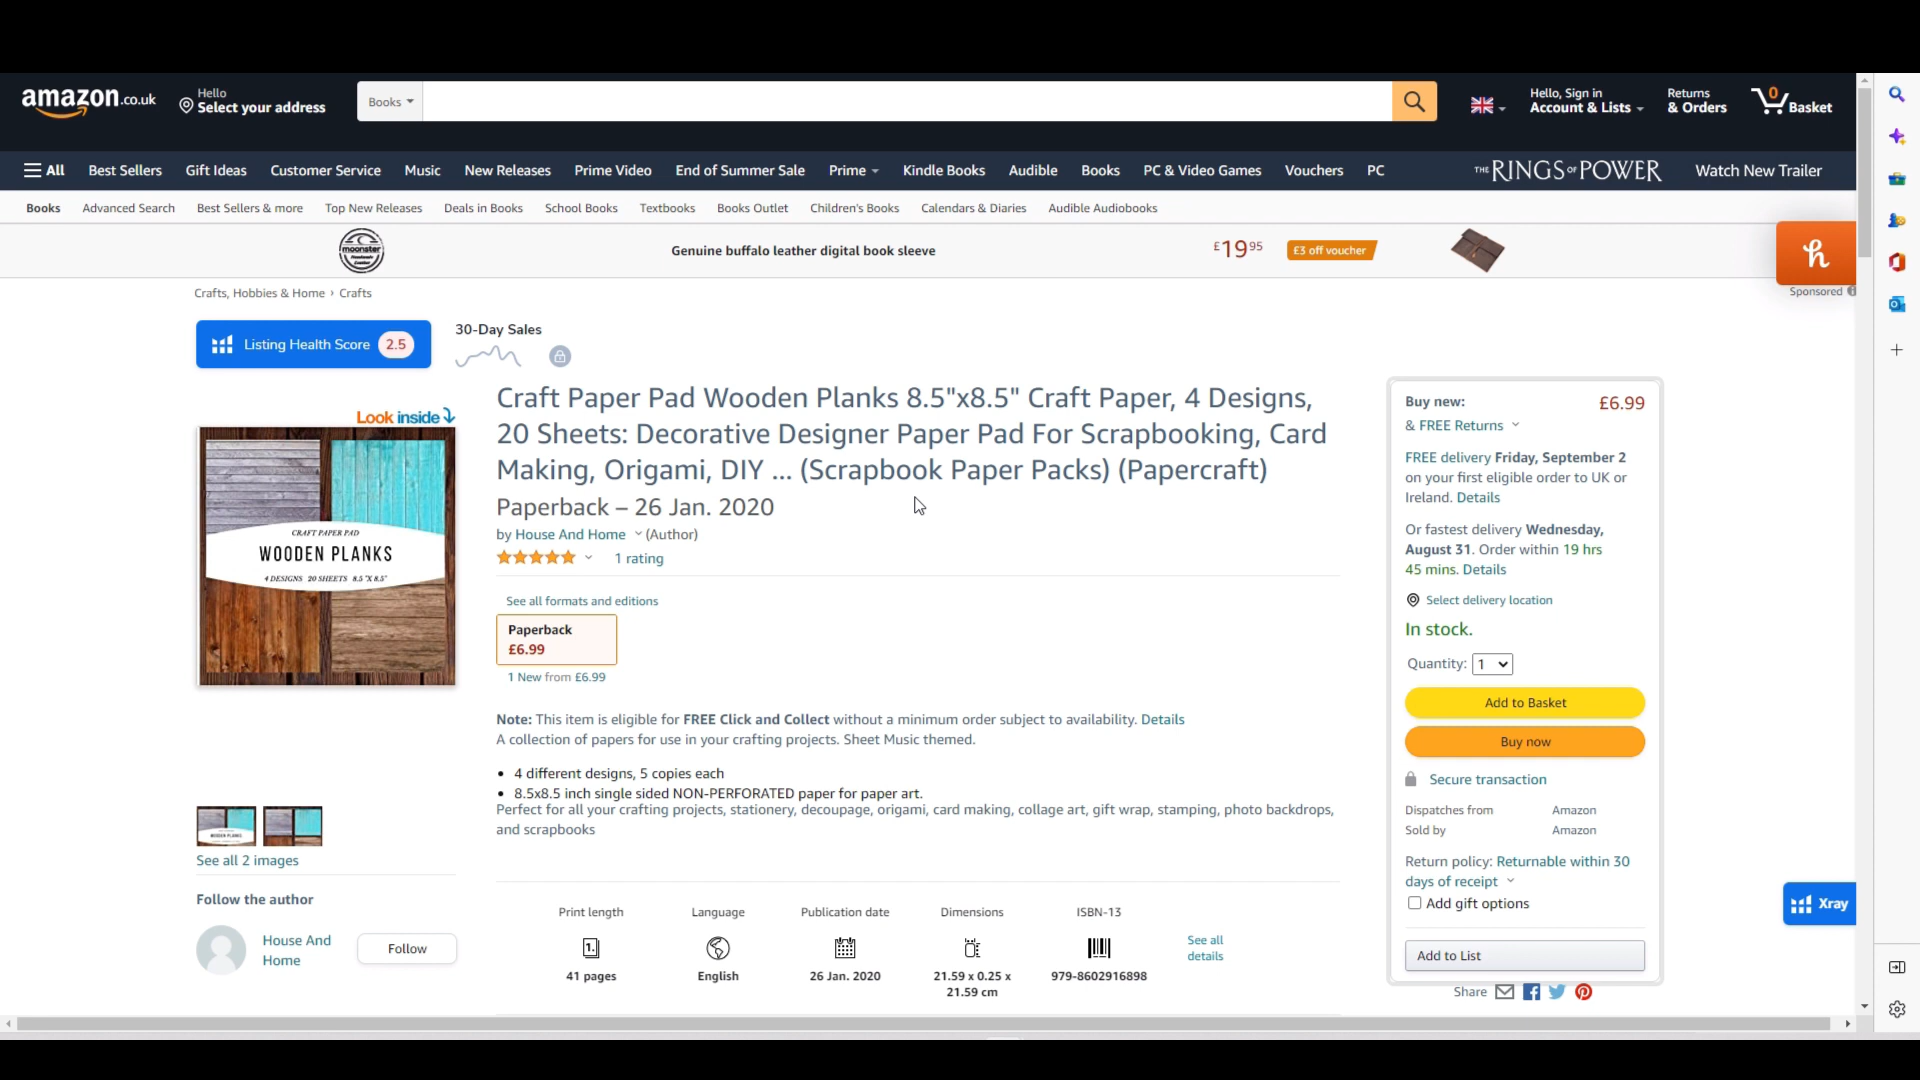 amazon.co.uk
Hello
Select your address
Books
Hello, Sign in
Account & Lists
Returns
& Orders
0
Basket
All
Best Sellers
Gift Ideas
Customer Service
Music
New Releases
Prime Video
End of Summer Sale
Prime
Kindle Books
Audible
Books
PC & Video Games
Vouchers
PC
THE RINGS OF POWER
Watch New Trailer
Books
Advanced Search
Best Sellers & more
Top New Releases
Deals in Books
School Books
Textbooks
Books Outlet
Children's Books
Calendars & Diaries
Audible Audiobooks
moonster
Genuine buffalo leather digital book sleeve
£19 95
£3 off voucher
h
Sponsored
Crafts, Hobbies & Home › Crafts
Listing Health Score 2.5
30-Day Sales
Look inside
CRAFT PAPER PAD
WOODEN PLANKS
4 DESIGNS 20 SHEETS 8.5"X 8.5"
See all 2 images
Follow the author
House And
Home
Follow
Craft Paper Pad Wooden Planks 8.5"x8.5" Craft Paper, 4 Designs,
20 Sheets: Decorative Designer Paper Pad For Scrapbooking, Card
Making, Origami, DIY ... (Scrapbook Paper Packs) (Papercraft)
Paperback – 26 Jan. 2020
by House And Home (Author)
1 rating
See all formats and editions
Paperback
£6.99
1 New from £6.99
Note: This item is eligible for FREE Click and Collect without a minimum order subject to availability. Details
A collection of papers for use in your crafting projects. Sheet Music themed.
• 4 different designs, 5 copies each
• 8.5x8.5 inch single sided NON-PERFORATED paper for paper art.
Perfect for all your crafting projects, stationery, decoupage, origami, card making, collage art, gift wrap, stamping, photo backdrops,
and scrapbooks
Print length
41 pages
Language
English
Publication date
26 Jan. 2020
Dimensions
21.59 x 0.25 x
21.59 cm
ISBN-13
979-8602916898
See all
details
Buy new:
£6.99
& FREE Returns
FREE delivery Friday, September 2
on your first eligible order to UK or
Ireland. Details
Or fastest delivery Wednesday,
August 31. Order within 19 hrs
45 mins. Details
Select delivery location
In stock.
Quantity: 1
Add to Basket
Buy now
Secure transaction
Dispatches from Amazon
Sold by Amazon
Return policy: Returnable within 30
days of receipt
Add gift options
Add to List
Share
Xray